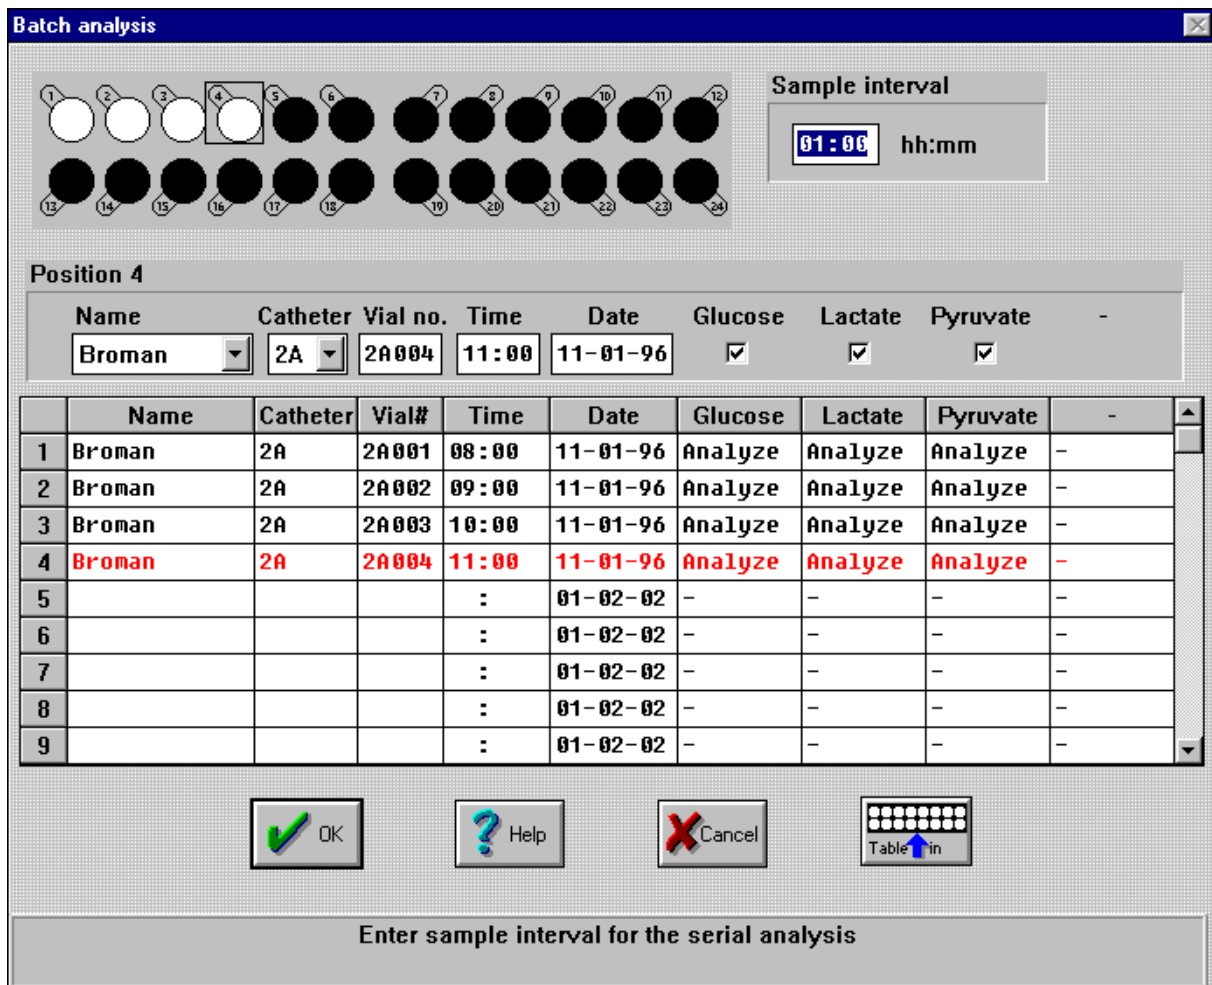 Batch analysis
1 2 3 4 5 6 7 8 9 10 11 12
13 14 15 16 17 18 19 20 21 22 23 24
Sample interval
01:00 hh:mm
Position 4
Name Catheter Vial no. Time Date Glucose Lactate Pyruvate -
Broman 2A 2A004 11:00 11-01-96
Name Catheter Vial# Time Date Glucose Lactate Pyruvate -
1 Broman 2A 2A001 08:00 11-01-96 Analyze Analyze Analyze -
2 Broman 2A 2A002 09:00 11-01-96 Analyze Analyze Analyze -
3 Broman 2A 2A003 10:00 11-01-96 Analyze Analyze Analyze -
4 Broman 2A 2A004 11:00 11-01-96 Analyze Analyze Analyze -
5 : 01-02-02 - - - -
6 : 01-02-02 - - - -
7 : 01-02-02 - - - -
8 : 01-02-02 - - - -
9 : 01-02-02 - - - -
OK Help Cancel Table in
Enter sample interval for the serial analysis